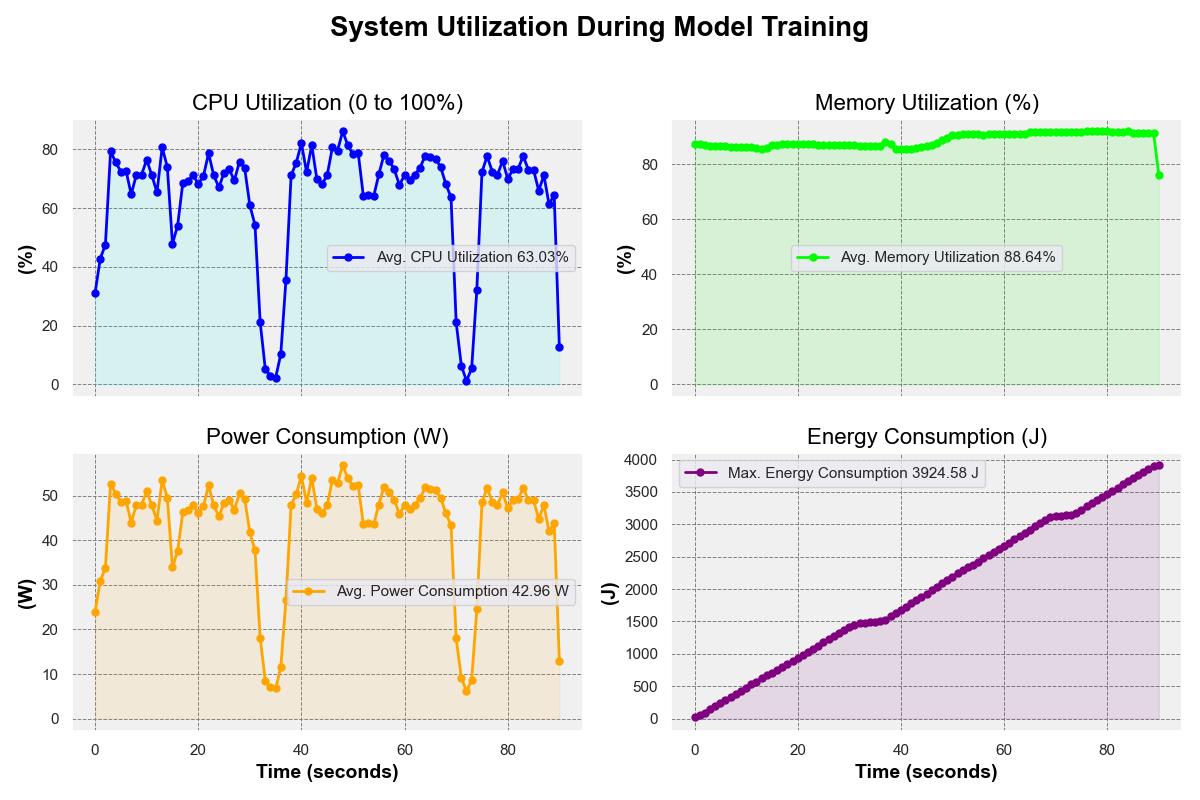 System Utilization During Model Training
CPU Utilization (0 to 100%)
80
60
40
20
0
(%)
Avg. CPU Utilization 63.03%
Memory Utilization (%)
80
60
40
20
0
(%)
Avg. Memory Utilization 88.64%
Power Consumption (W)
50
40
30
20
10
0
(W)
Avg. Power Consumption 42.96 W
0 20 40 60 80
Time (seconds)
Energy Consumption (J)
4000
3500
3000
2500
2000
1500
1000
500
0
(J)
Max. Energy Consumption 3924.58 J
0 20 40 60 80
Time (seconds)